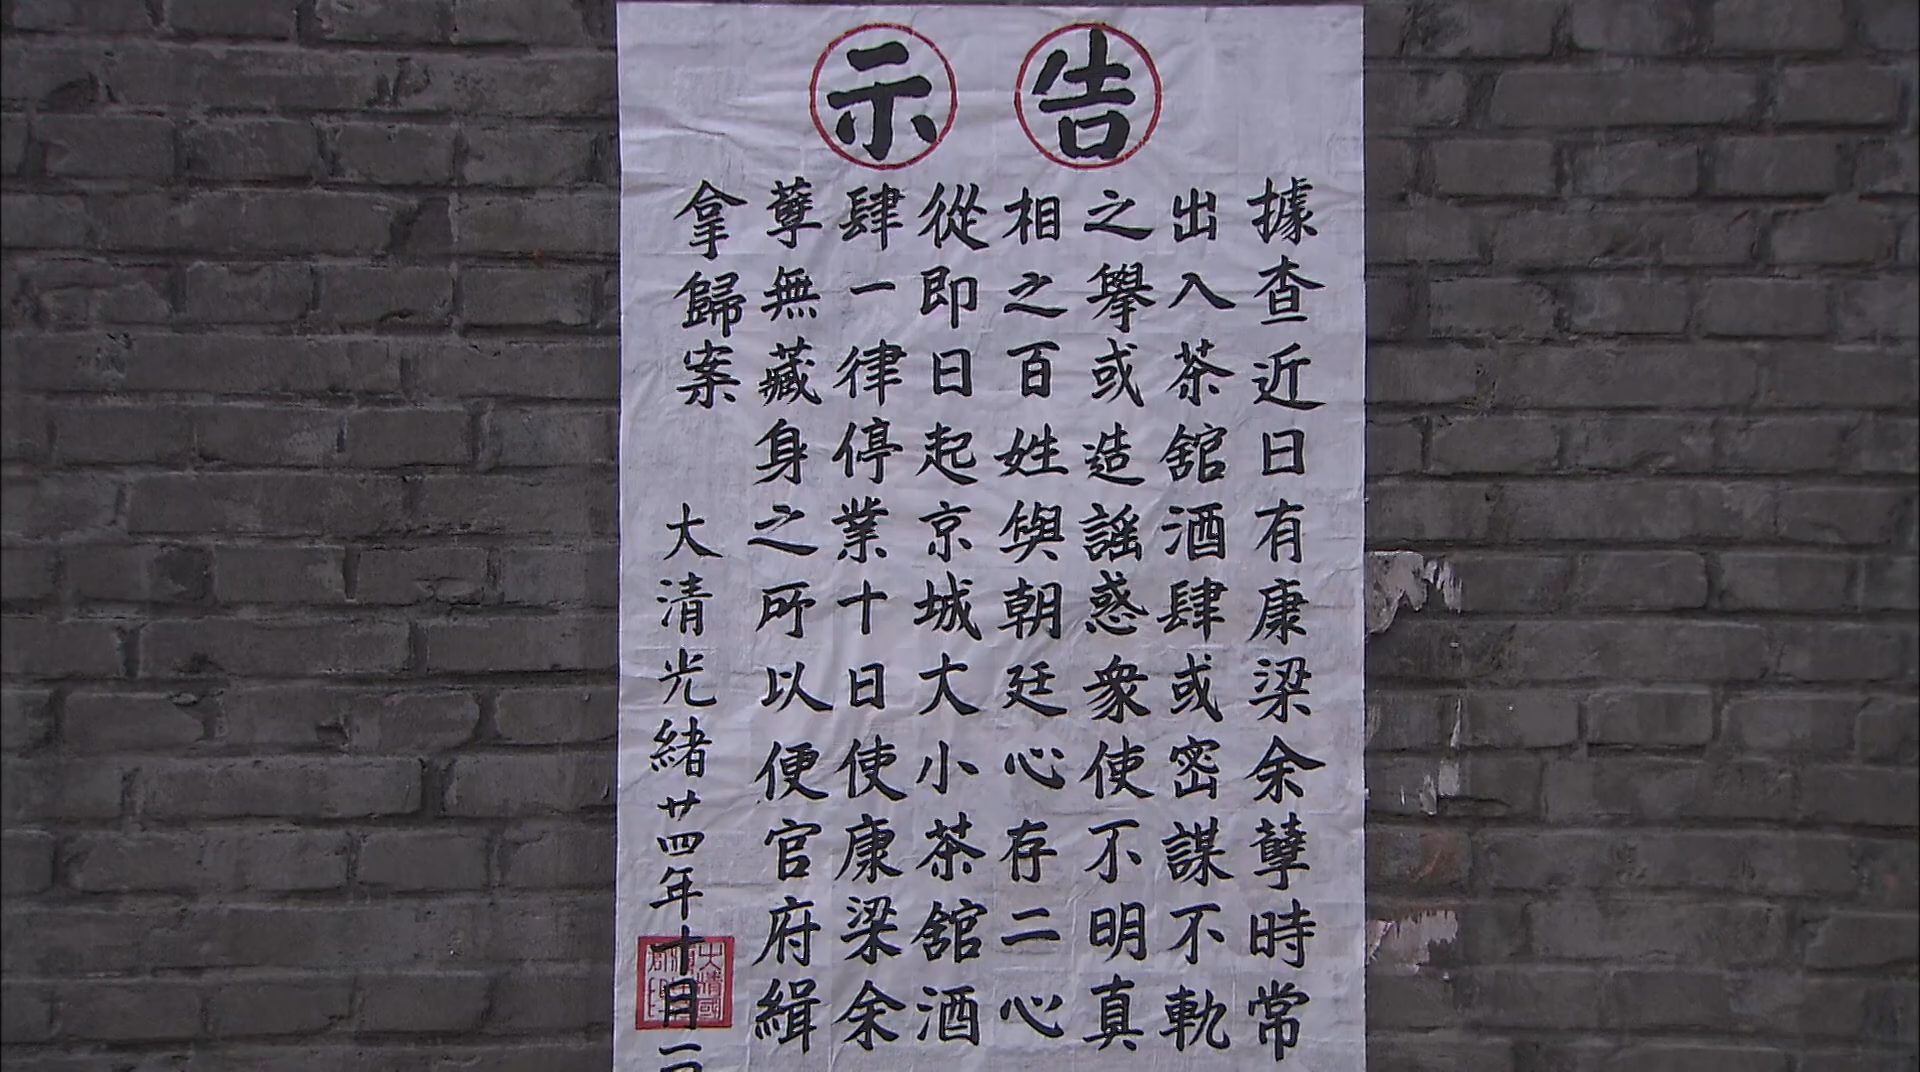 告示
據查近日有康梁余孽時常
出入茶舘酒肆或密謀不軌
之舉或造謠惑衆使不明真
相之百姓與朝廷心存二心
從即日起京城大小茶舘酒
肆一律停業十日使康梁余
孽無藏身之所以便官府緝
拿歸案
大清光緒廿四年十月二